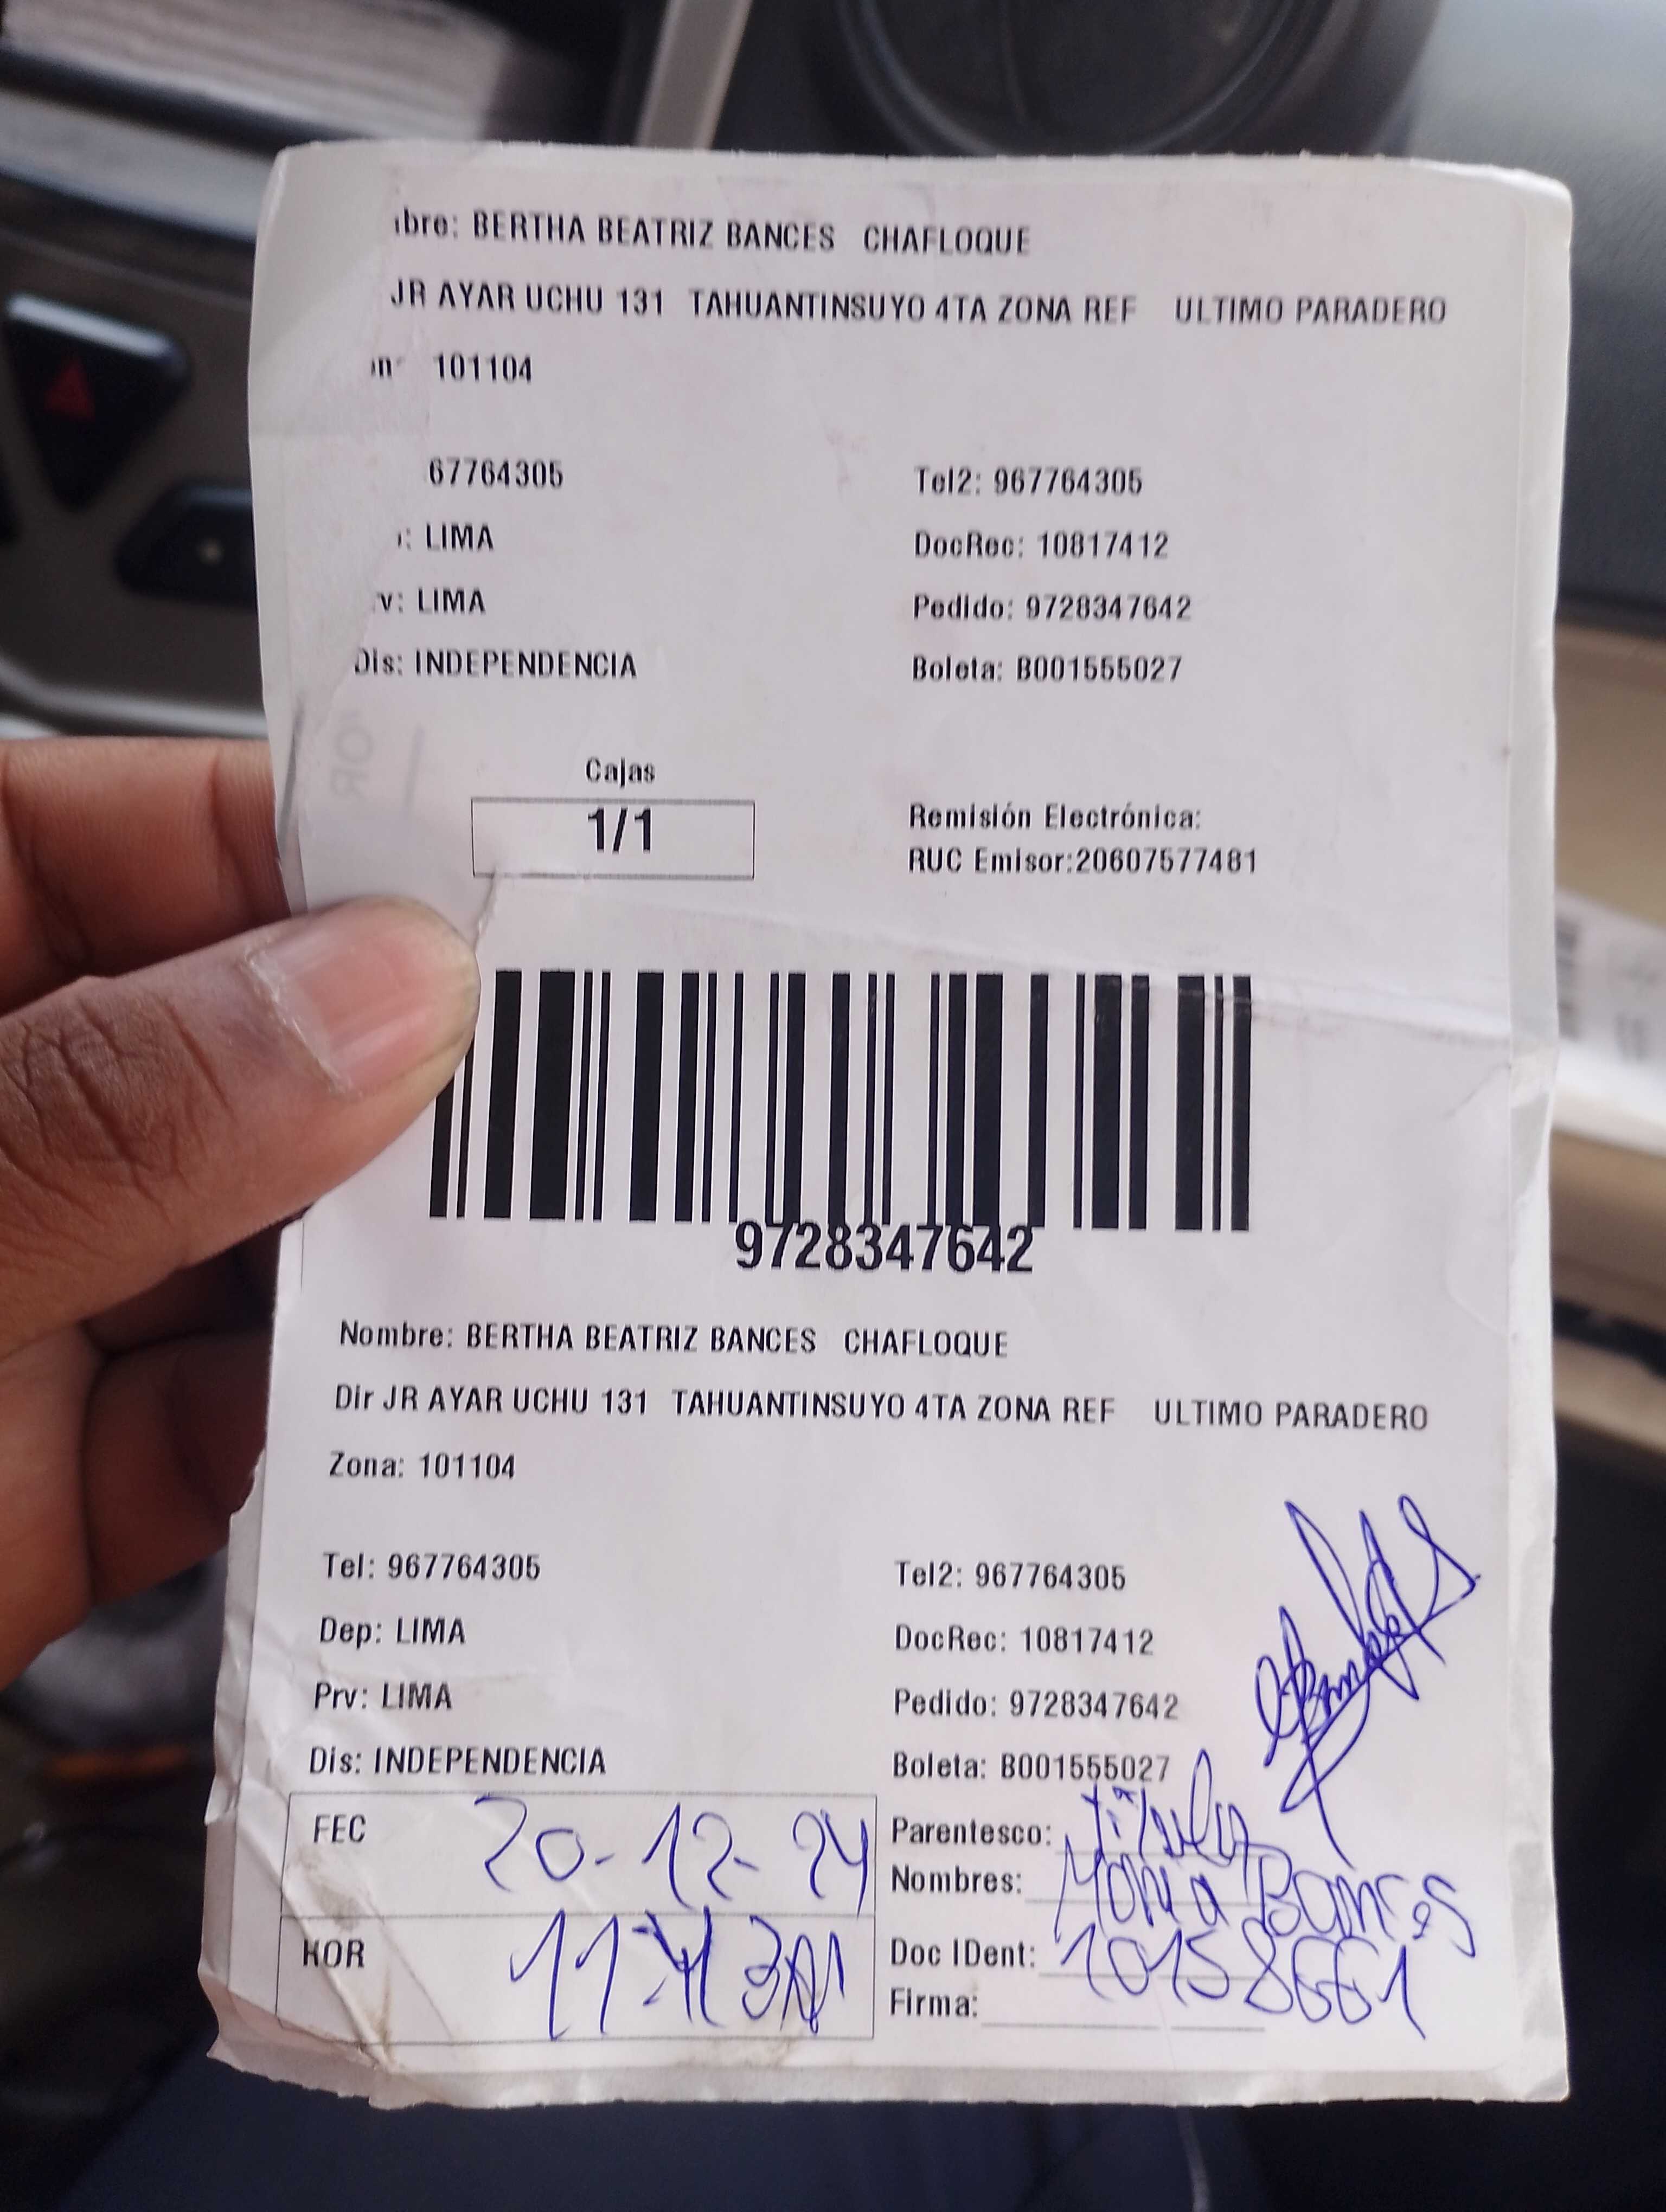 bre: BERTHA BEATRIZ BANCES CHAFLOQUE
JR AYAR UCHU 131 TAHUANTINSUYO 4TA ZONA REF ULTIMO PARADERO
101104
67764305 Tel2: 967764305
: LIMA DocRec: 10817412
v: LIMA Pedido: 9728347642
Dis: INDEPENDENCIA Boleta: B001555027
Cajas
1/1
Remisión Electrónica:
RUC Emisor:20607577481
9728347642
Nombre: BERTHA BEATRIZ BANCES CHAFLOQUE
Dir JR AYAR UCHU 131 TAHUANTINSUYO 4TA ZONA REF ULTIMO PARADERO
Zona: 101104
Tel: 967764305 Tel2: 967764305
Dep: LIMA DocRec: 10817412
Prv: LIMA Pedido: 9728347642
Dis: INDEPENDENCIA Boleta: B001555027
FEC 20-12-24 Parentesco:
Nombres: Maria Bances
HOR Doc IDent: 10158661
Firma: